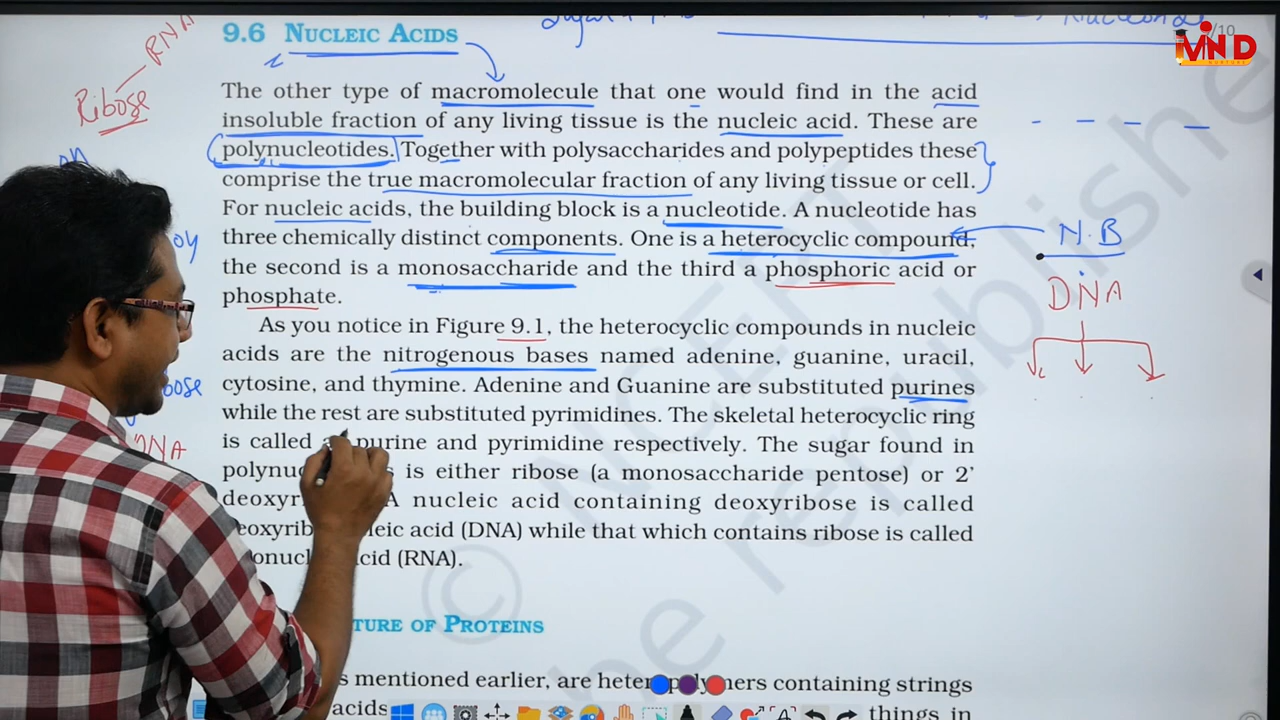 Sugar
/10
MIND
9.6 NUCLEIC ACIDS
RNA
Ribose
The other type of macromolecule that one would find in the acid
insoluble fraction of any living tissue is the nucleic acid. These are
polynucleotides. Together with polysaccharides and polypeptides these
comprise the true macromolecular fraction of any living tissue or cell.
For nucleic acids, the building block is a nucleotide. A nucleotide has
three chemically distinct components. One is a heterocyclic compound,
N.B
the second is a monosaccharide and the third a phosphoric acid or
DNA
phosphate.
As you notice in Figure 9.1, the heterocyclic compounds in nucleic
acids are the nitrogenous bases named adenine, guanine, uracil,
cytosine, and thymine. Adenine and Guanine are substituted purines
while the rest are substituted pyrimidines. The skeletal heterocyclic ring
is called purine and pyrimidine respectively. The sugar found in
DNA
is either ribose (a monosaccharide pentose) or 2'
A nucleic acid containing deoxyribose is called
acid (DNA) while that which contains ribose is called
(RNA).
OF PROTEINS
mentioned earlier, are containing strings
things in